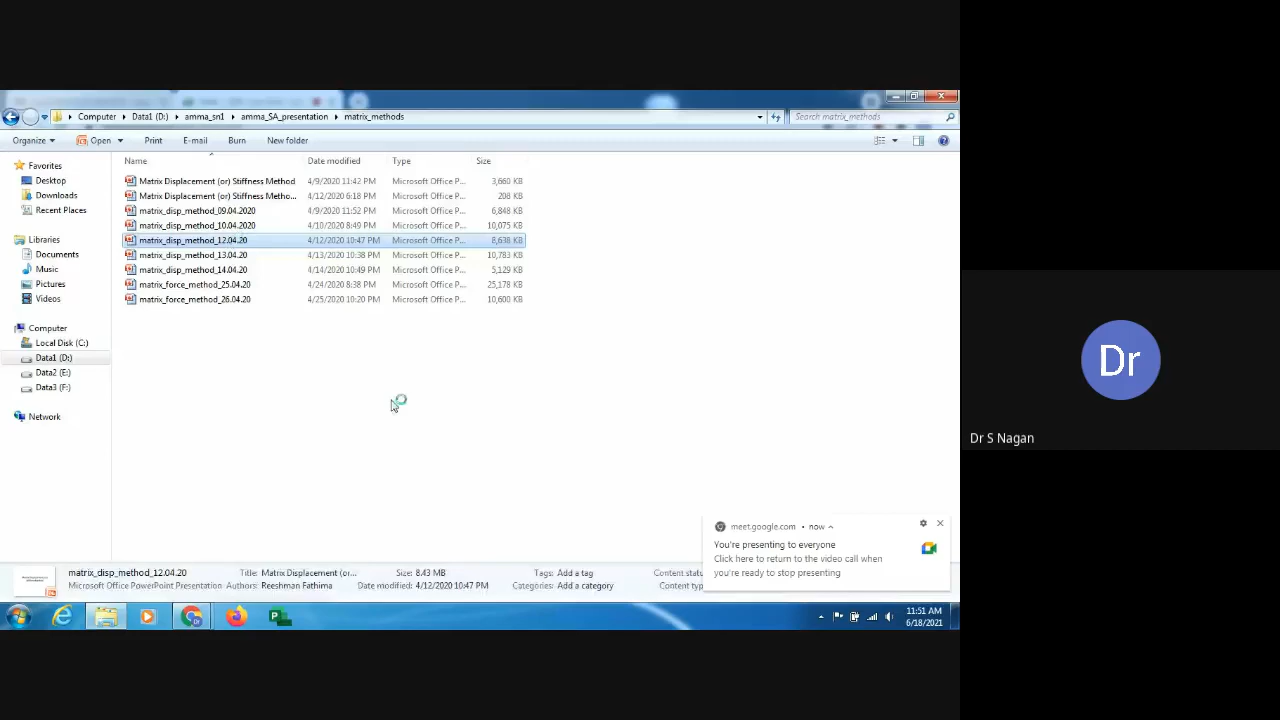 Computer ▸ Data1 (D:) ▸ amma_sn1 ▸ amma_SA_presentation ▸ matrix_methods
Search matrix_methods
Organize Open Print E-mail Burn New folder
Name Date modified Type Size
Matrix Displacement (or) Stiffness Method 4/9/2020 11:42 PM Microsoft Office P... 3,660 KB
Matrix Displacement (or) Stiffness Metho... 4/12/2020 6:18 PM Microsoft Office P... 208 KB
matrix_disp_method_09.04.2020 4/9/2020 11:52 PM Microsoft Office P... 6,848 KB
matrix_disp_method_10.04.2020 4/10/2020 8:49 PM Microsoft Office P... 10,075 KB
matrix_disp_method_12.04.20 4/12/2020 10:47 PM Microsoft Office P... 8,638 KB
matrix_disp_method_13.04.20 4/13/2020 10:38 PM Microsoft Office P... 10,783 KB
matrix_disp_method_14.04.20 4/14/2020 10:49 PM Microsoft Office P... 5,129 KB
matrix_force_method_25.04.20 4/24/2020 8:38 PM Microsoft Office P... 25,178 KB
matrix_force_method_26.04.20 4/25/2020 10:20 PM Microsoft Office P... 10,600 KB
Favorites
Desktop
Downloads
Recent Places
Libraries
Documents
Music
Pictures
Videos
Computer
Local Disk (C:)
Data1 (D:)
Data2 (E:)
Data3 (F:)
Network
meet.google.com • now
You're presenting to everyone
Click here to return to the video call when
you're ready to stop presenting
matrix_disp_method_12.04.20 Title: Matrix Displacement (or... Size: 8.43 MB Tags: Add a tag Content statu
Microsoft Office PowerPoint Presentation Authors: Reeshman Fathima Date modified: 4/12/2020 10:47 PM Categories: Add a category Content typ
11:51 AM
6/18/2021
Dr
Dr S Nagan